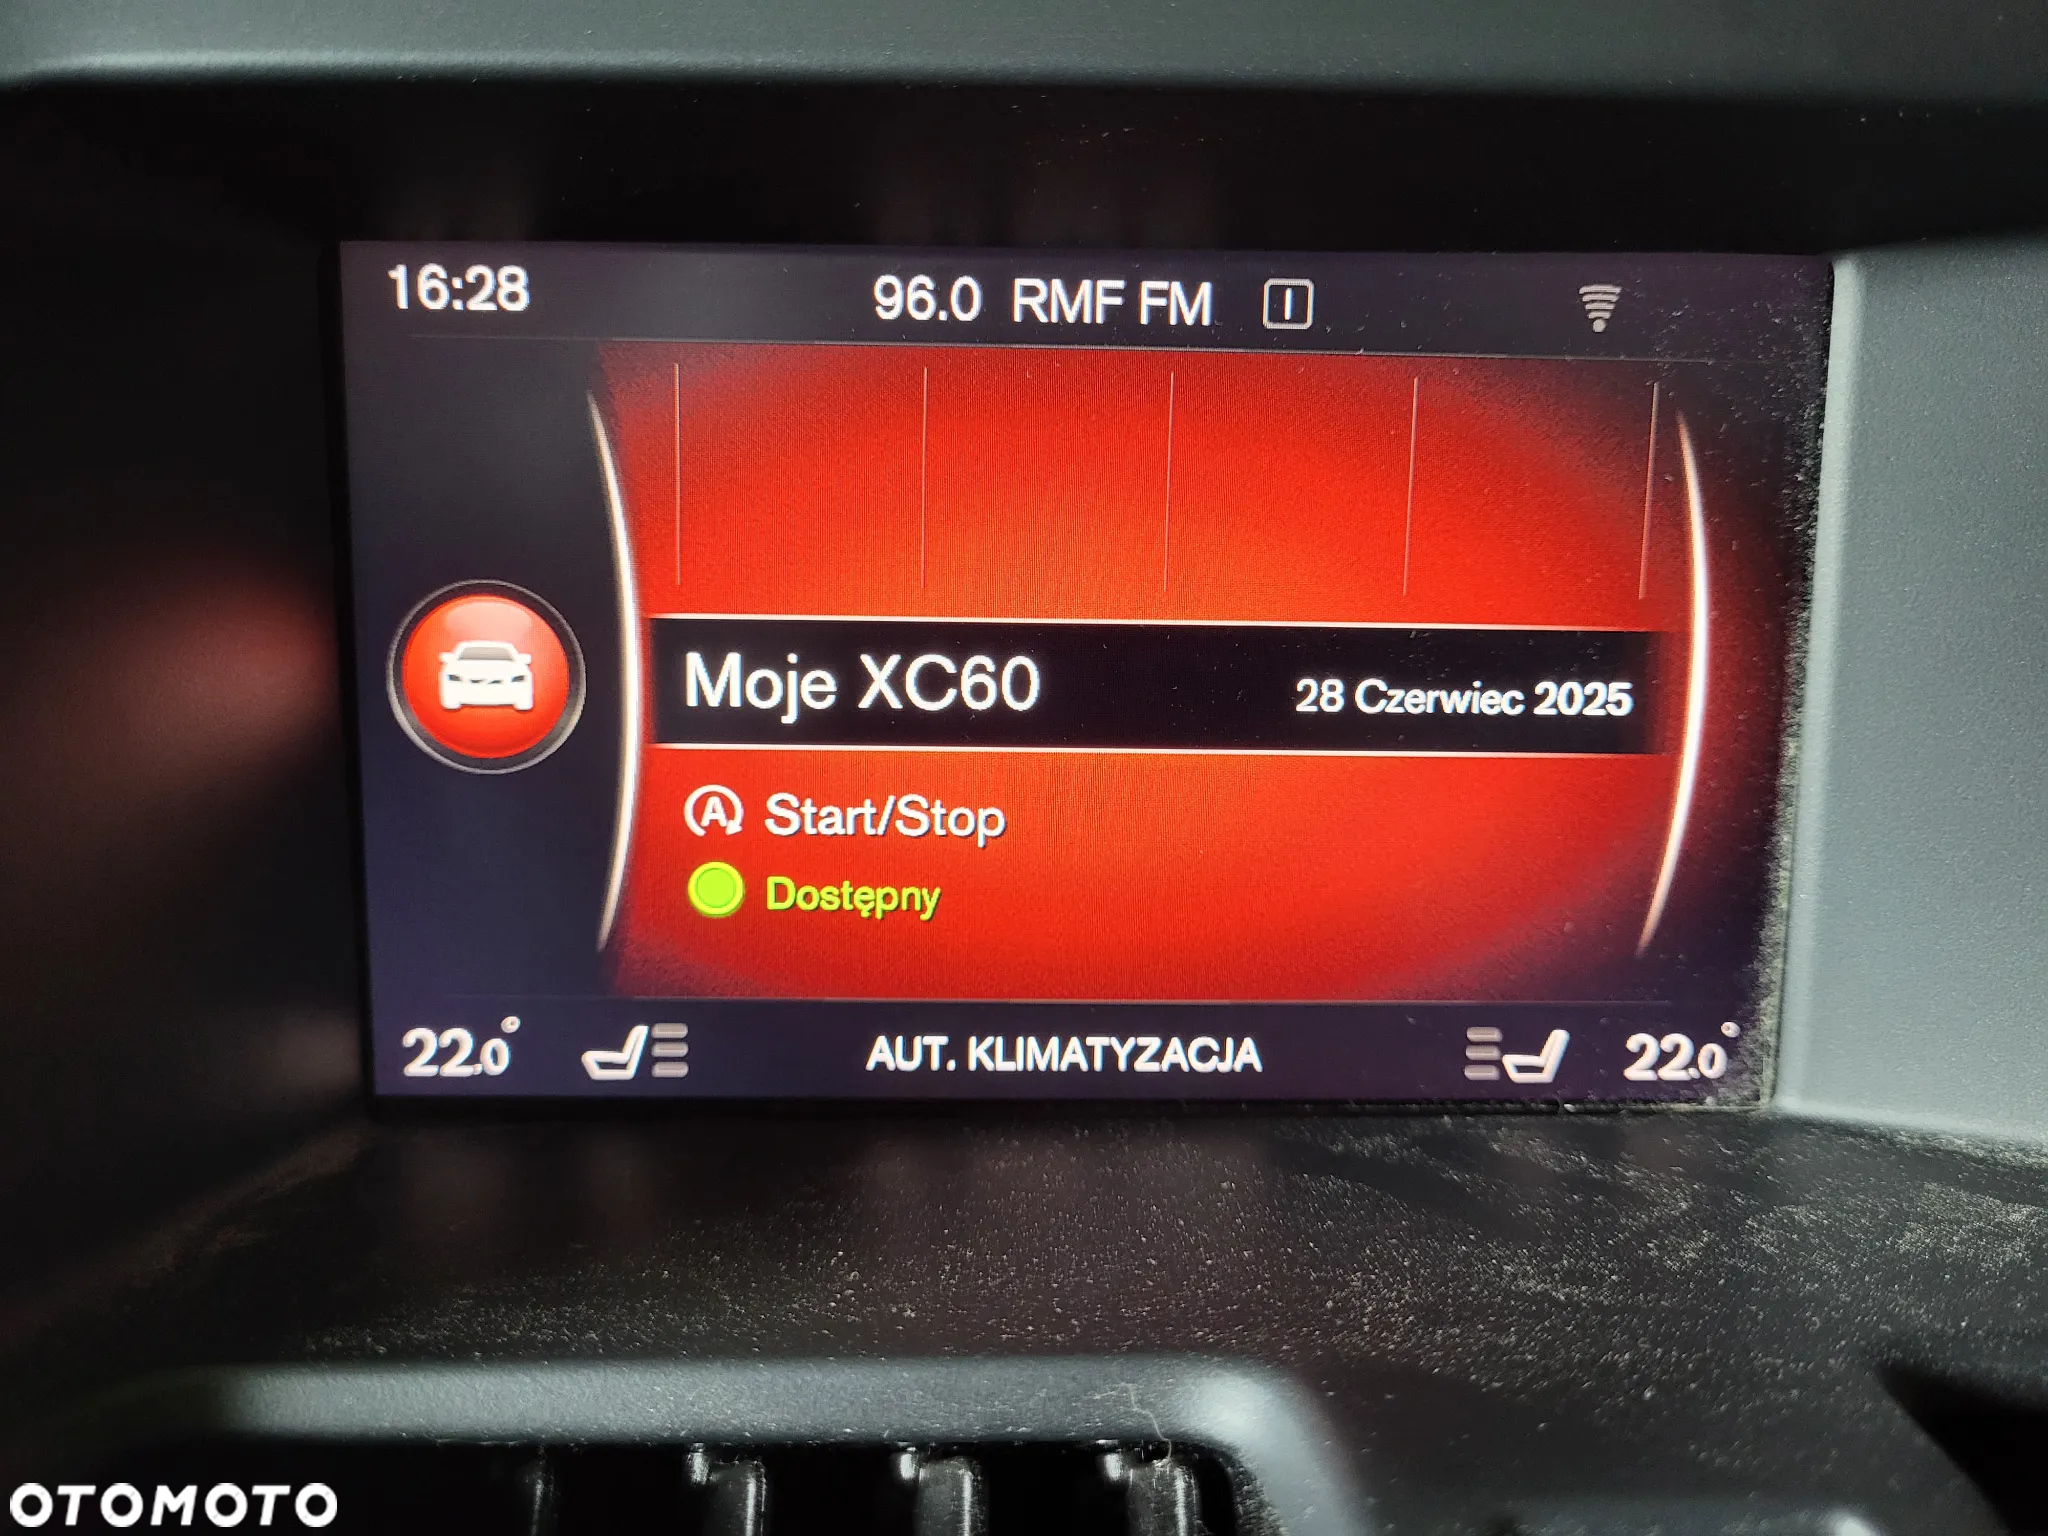 16:28 96.0 RMF FM I
Moje XC60 28 Czerwiec 2025
A Start/Stop
Dostępny
22.0° AUT. KLIMATYZACJA 22.0°
OTOMOTO